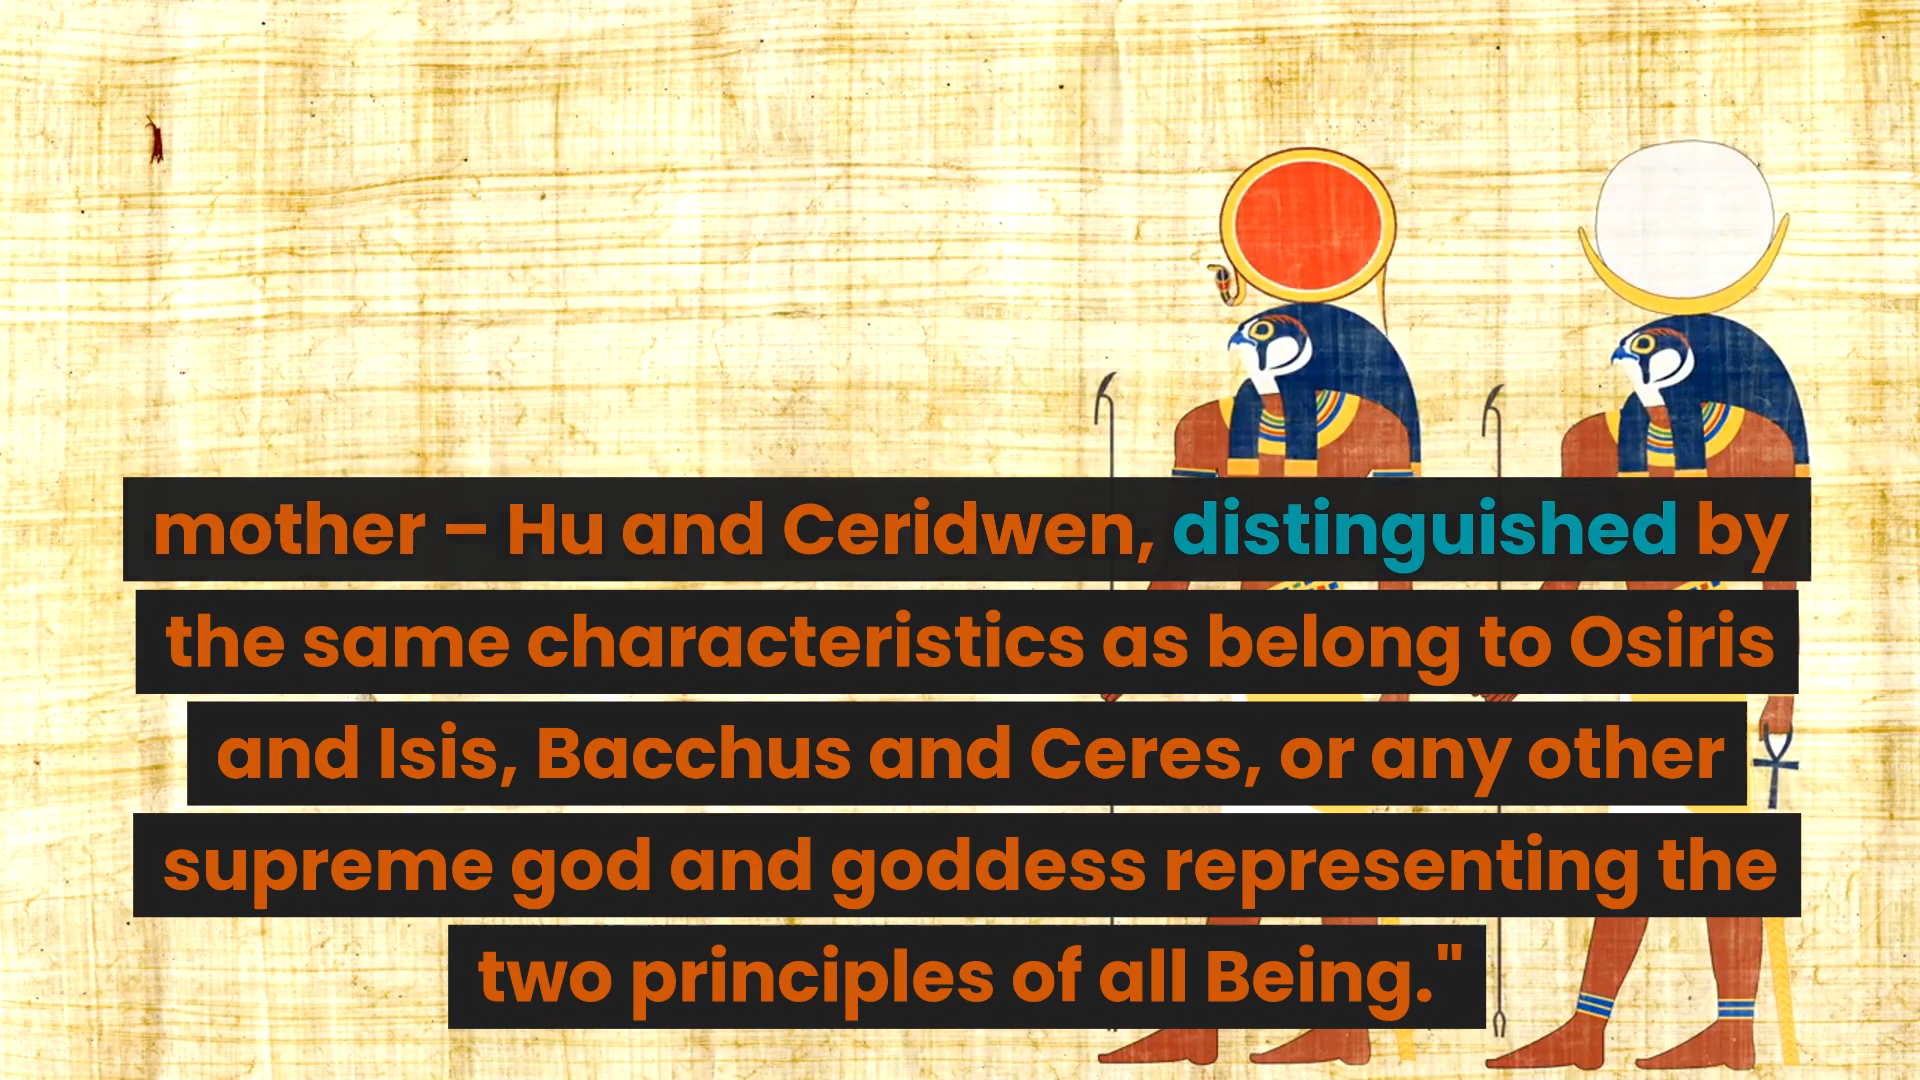 mother – Hu and Ceridwen, distinguished by
the same characteristics as belong to Osiris
and Isis, Bacchus and Ceres, or any other
supreme god and goddess representing the
two principles of all Being."